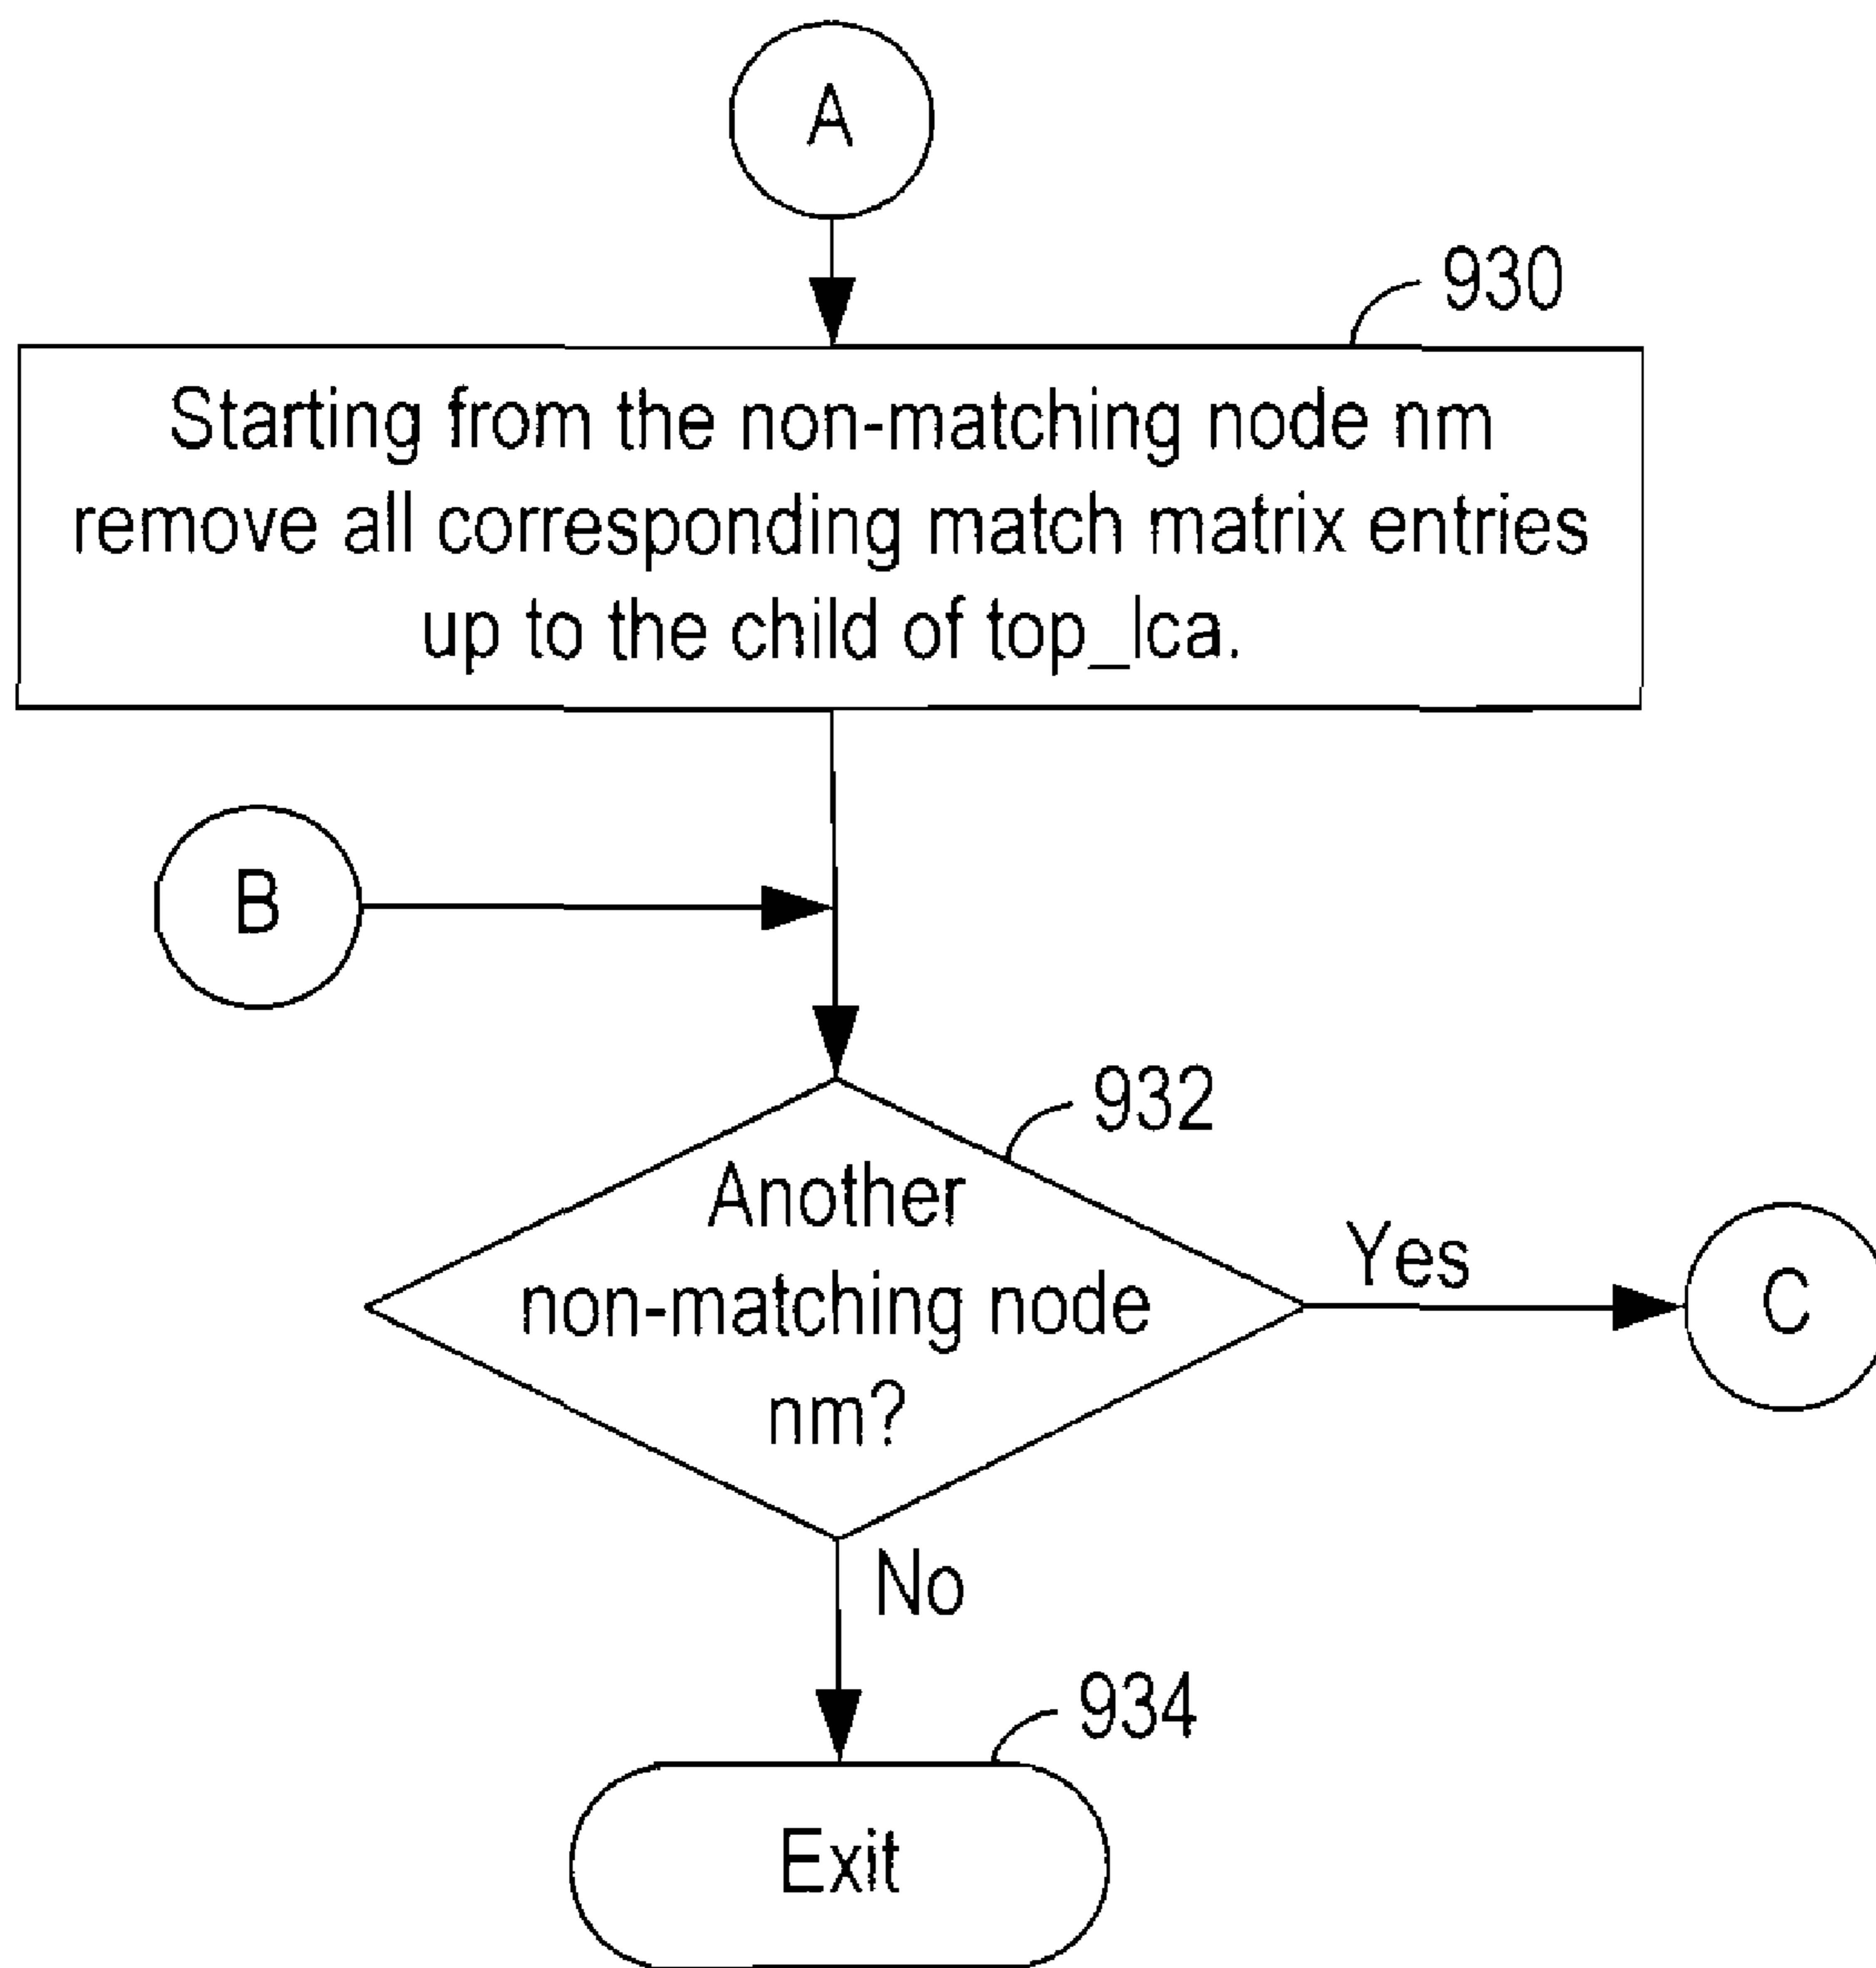 A
930
Starting from the non-matching node nm
remove all corresponding match matrix entries
up to the child of top_lca.
B
932
Another
non-matching node
nm?
Yes
C
No
934
Exit